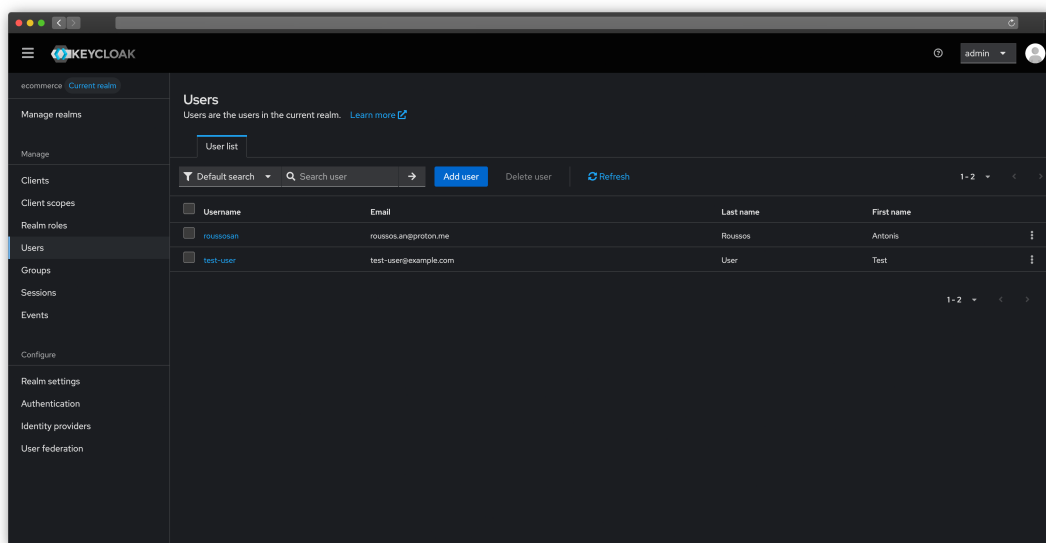 KEYCLOAK
admin
ecommerce Current realm
Manage realms
Manage
Clients
Client scopes
Realm roles
Users
Groups
Sessions
Events
Configure
Realm settings
Authentication
Identity providers
User federation
Users
Users are the users in the current realm. Learn more
User list
Default search Search user Add user Delete user Refresh 1-2
Username Email Last name First name
roussosan roussos.an@proton.me Roussos Antonis
test-user test-user@example.com User Test
1-2